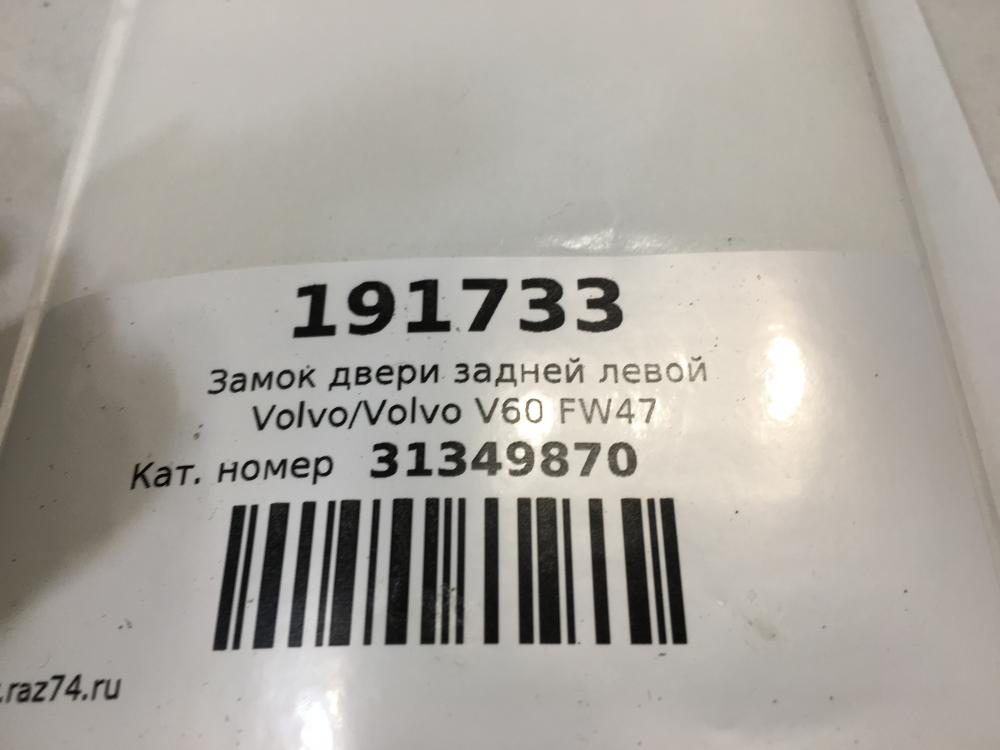 191733
Замок двери задней левой
Volvo/Volvo V60 FW47
Кат. номер 31349870
.raz74.ru